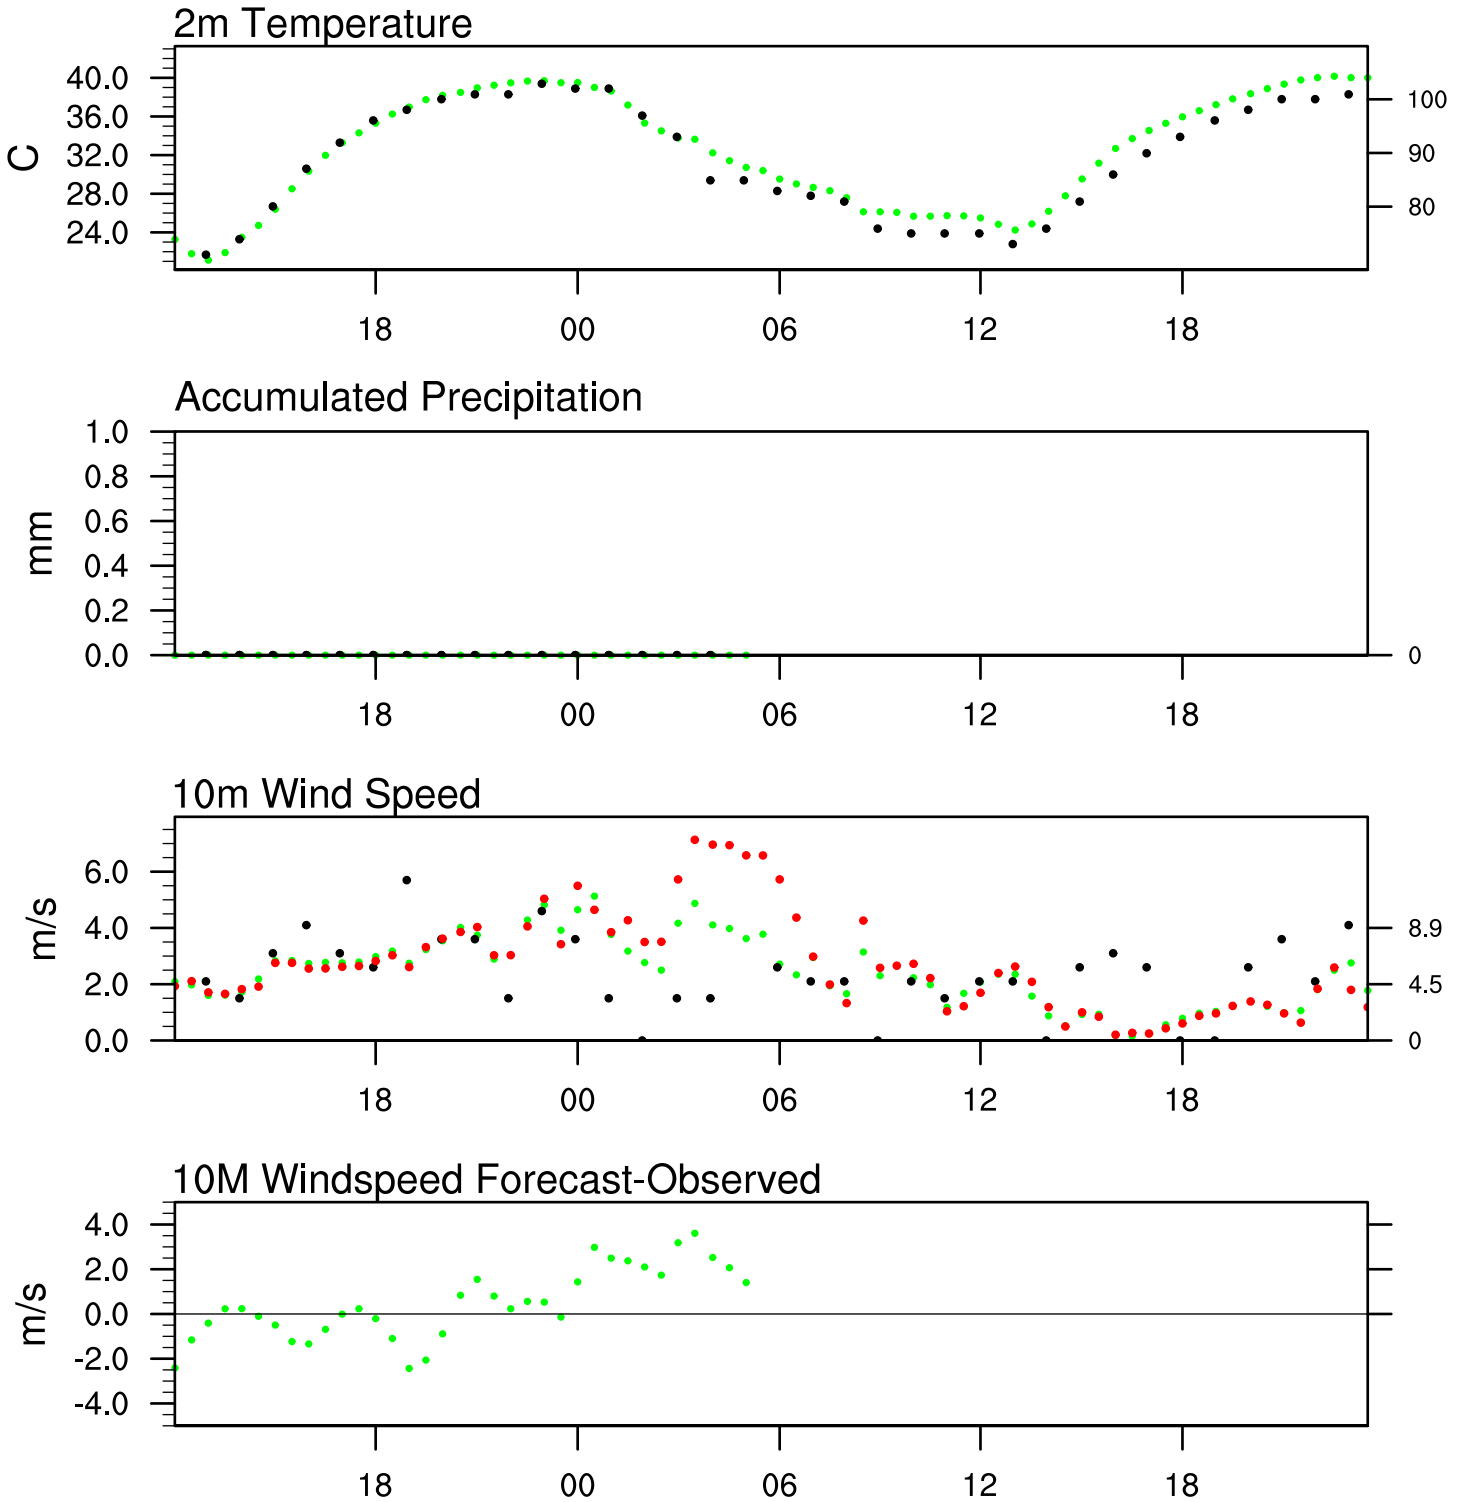 2m Temperature
C
40.0
36.0
32.0
28.0
24.0
100
90
80
18 00 06 12 18
Accumulated Precipitation
mm
1.0
0.8
0.6
0.4
0.2
0.0
0
18 00 06 12 18
10m Wind Speed
m/s
6.0
4.0
2.0
0.0
8.9
4.5
0
18 00 06 12 18
10M Windspeed Forecast-Observed
m/s
4.0
2.0
0.0
-2.0
-4.0
18 00 06 12 18